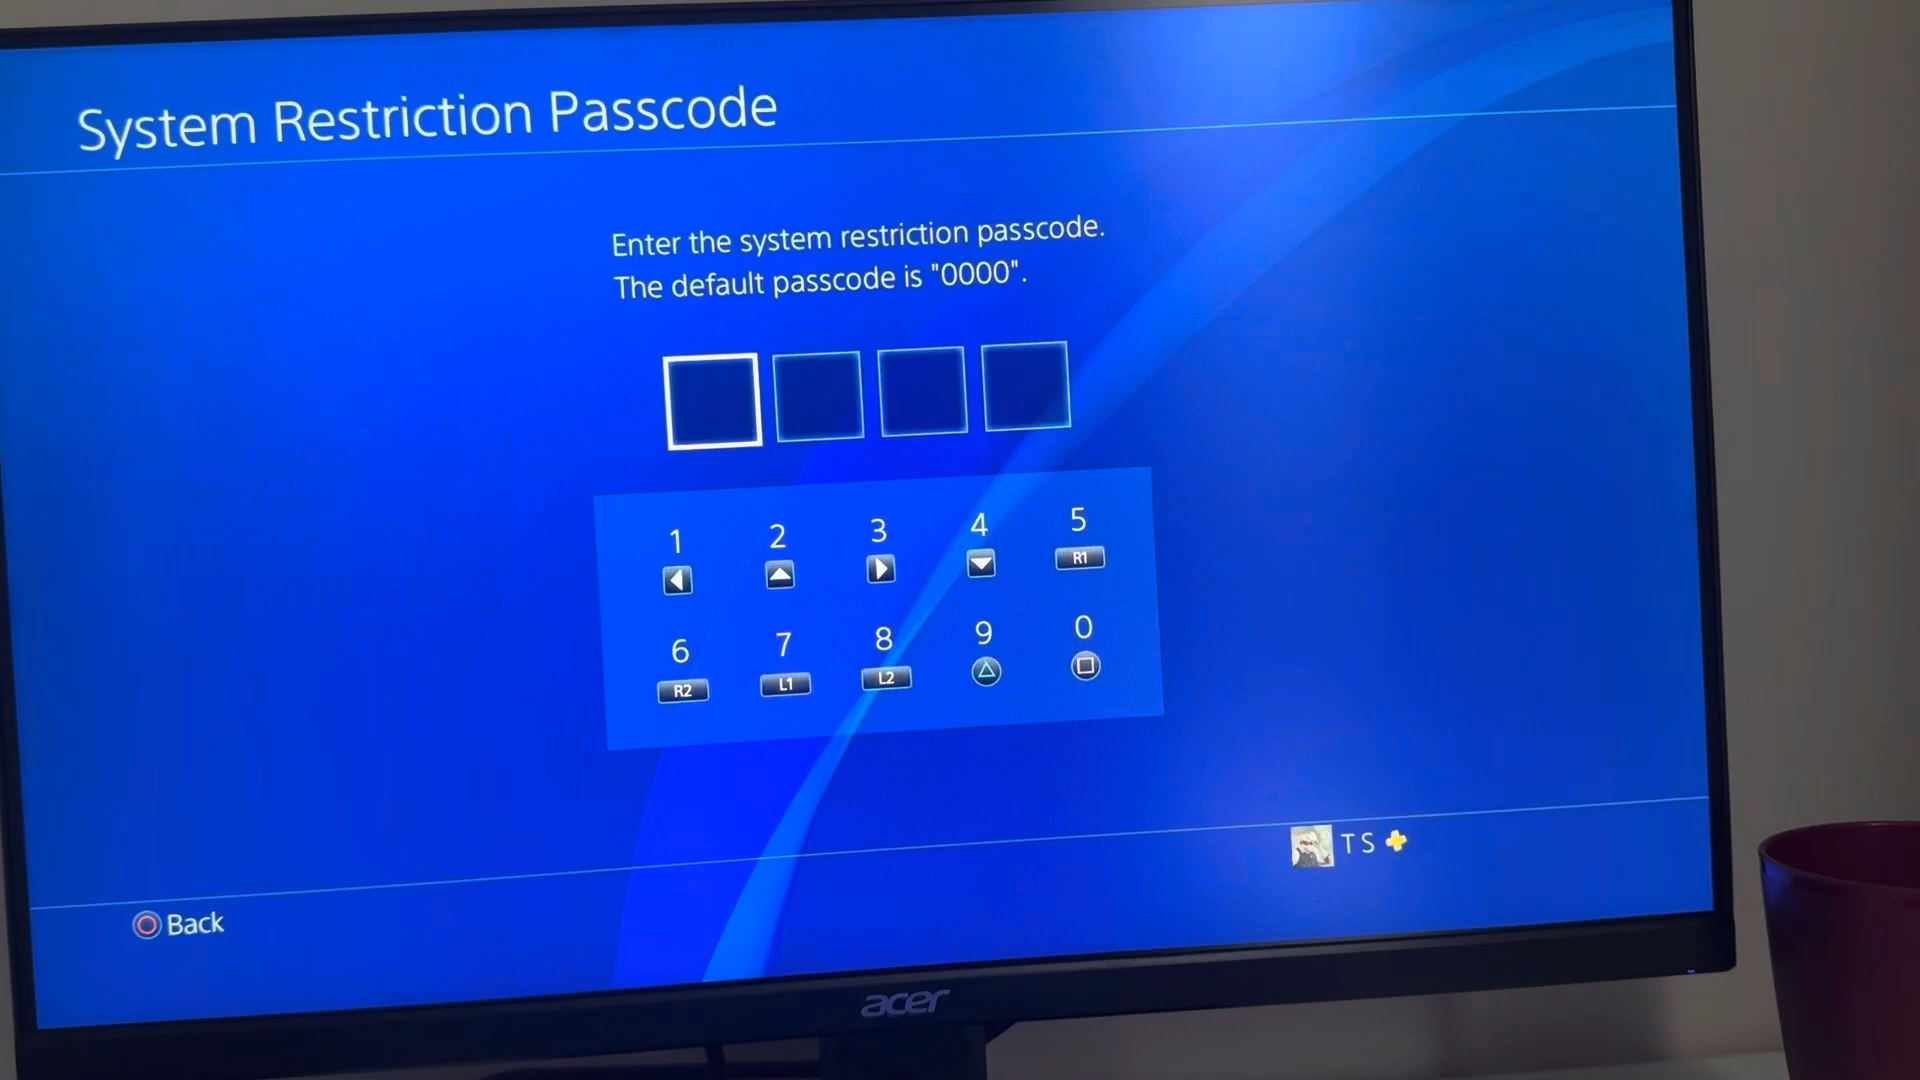 System Restriction Passcode
Enter the system restriction passcode.
The default passcode is "0000".
1 2 3 4 5
R1
6 7 8 9 0
R2 L1 L2
TS
Back
acer